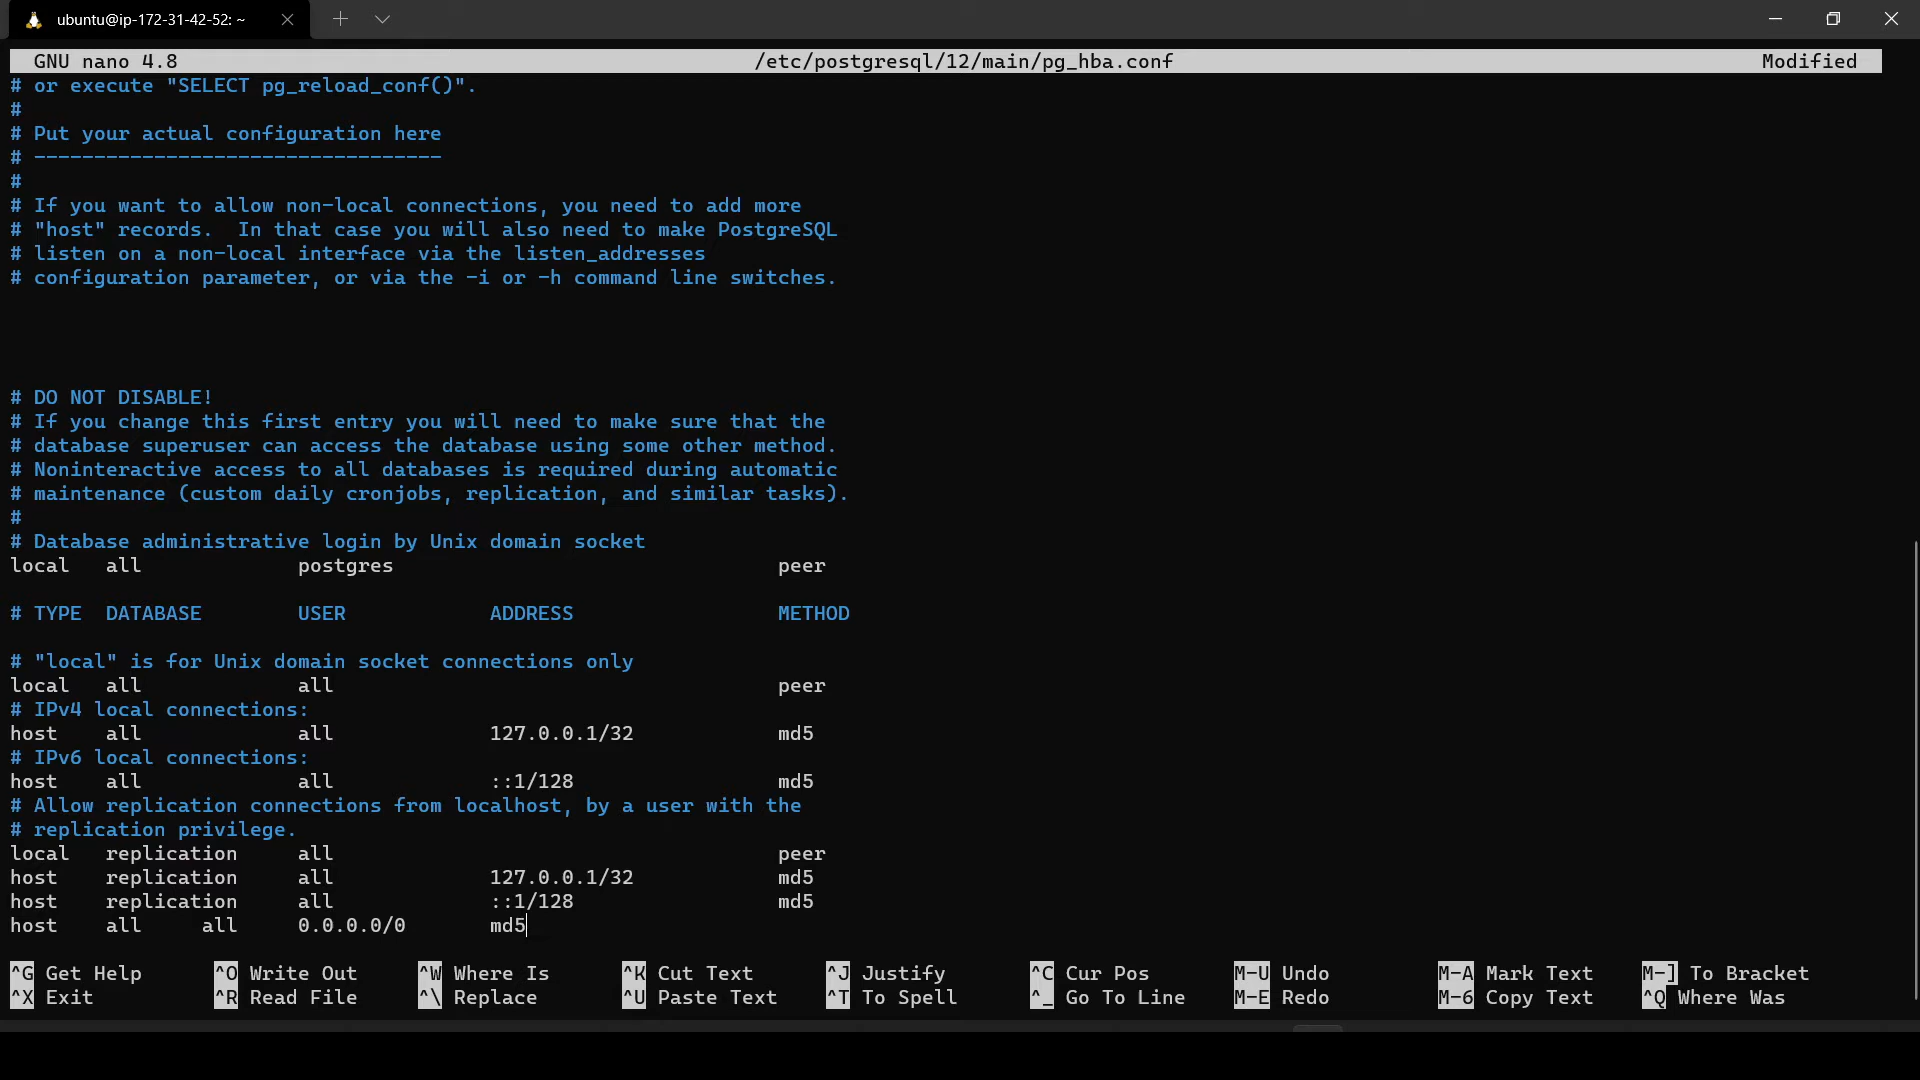 ubuntu@ip-172-31-42-52: ~
GNU nano 4.8 /etc/postgresql/12/main/pg_hba.conf Modified
# or execute "SELECT pg_reload_conf()".
#
# Put your actual configuration here
# ----------------------------------
#
# If you want to allow non-local connections, you need to add more
# "host" records.  In that case you will also need to make PostgreSQL
# listen on a non-local interface via the listen_addresses
# configuration parameter, or via the -i or -h command line switches.
# DO NOT DISABLE!
# If you change this first entry you will need to make sure that the
# database superuser can access the database using some other method.
# Noninteractive access to all databases is required during automatic
# maintenance (custom daily cronjobs, replication, and similar tasks).
#
# Database administrative login by Unix domain socket
local   all             postgres                                peer
# TYPE  DATABASE        USER            ADDRESS                 METHOD
# "local" is for Unix domain socket connections only
local   all             all                                     peer
# IPv4 local connections:
host    all             all             127.0.0.1/32            md5
# IPv6 local connections:
host    all             all             ::1/128                 md5
# Allow replication connections from localhost, by a user with the
# replication privilege.
local   replication     all                                     peer
host    replication     all             127.0.0.1/32            md5
host    replication     all             ::1/128                 md5
host    all     all     0.0.0.0/0       md5
^G Get Help ^O Write Out ^W Where Is ^K Cut Text ^J Justify ^C Cur Pos M-U Undo M-A Mark Text M-] To Bracket
^X Exit ^R Read File ^\ Replace ^U Paste Text ^T To Spell ^_ Go To Line M-E Redo M-6 Copy Text ^Q Where Was